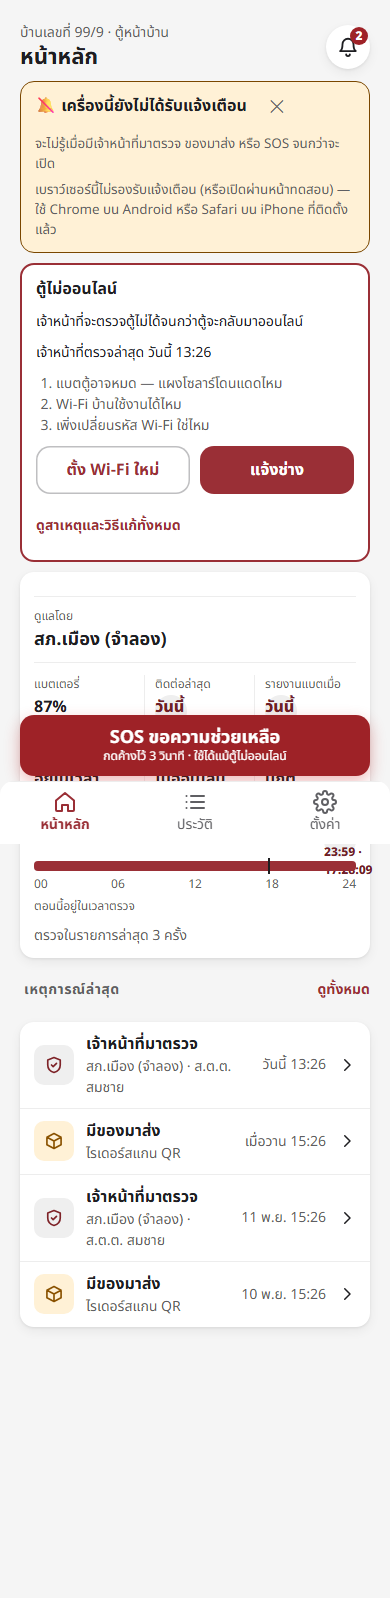 บ้านเลขที่ 99/9 · ตู้หน้าบ้าน
หน้าหลัก
2
เครื่องนี้ยังไม่ได้รับแจ้งเตือน
จะไม่รู้เมื่อมีเจ้าหน้าที่มาตรวจ ของมาส่ง หรือ SOS จนกว่าจะ
เปิด
เบราว์เซอร์นี้ไม่รองรับแจ้งเตือน (หรือเปิดผ่านหน้าทดสอบ) —
ใช้ Chrome บน Android หรือ Safari บน iPhone ที่ติดตั้ง
แล้ว
ตู้ไม่ออนไลน์
เจ้าหน้าที่จะตรวจตู้ไม่ได้จนกว่าตู้จะกลับมาออนไลน์
เจ้าหน้าที่ตรวจล่าสุด วันนี้ 13:26
1. แบตตู้อาจหมด — แผงโซลาร์โดนแดดไหม
2. Wi-Fi บ้านใช้งานได้ไหม
3. เพิ่งเปลี่ยนรหัส Wi-Fi ใช่ไหม
ตั้ง Wi-Fi ใหม่
แจ้งช่าง
ดูสาเหตุและวิธีแก้ทั้งหมด
ดูแลโดย
สภ.เมือง (จำลอง)
แบตเตอรี่
ติดต่อล่าสุด
รายงานแบตเมื่อ
87%
วันนี้
วันนี้
SOS ขอความช่วยเหลือ
กดค้างไว้ 3 วินาที · ใช้ได้แม้ตู้ไม่ออนไลน์
หน้าหลัก
ประวัติ
ตั้งค่า
23:59 ·
00
06
12
18
24
ตอนนี้อยู่ในเวลาตรวจ
ตรวจในรายการล่าสุด 3 ครั้ง
เหตุการณ์ล่าสุด
ดูทั้งหมด
เจ้าหน้าที่มาตรวจ
สภ.เมือง (จำลอง) · ส.ต.ต.
สมชาย
วันนี้ 13:26
มีของมาส่ง
ไรเดอร์สแกน QR
เมื่อวาน 15:26
เจ้าหน้าที่มาตรวจ
สภ.เมือง (จำลอง) ·
ส.ต.ต. สมชาย
11 พ.ย. 15:26
มีของมาส่ง
ไรเดอร์สแกน QR
10 พ.ย. 15:26